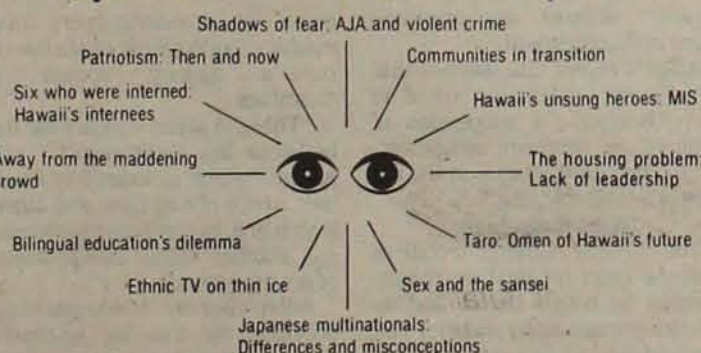 Shadows of fear: AJA and violent crime
Patriotism: Then and now
Communities in transition
Six who were interned:
Hawaii's internees
Hawaii's unsung heroes: MIS
Away from the maddening
crowd
The housing problem:
Lack of leadership
Bilingual education's dilemma
Taro: Omen of Hawaii's future
Ethnic TV on thin ice
Sex and the sansei
Japanese multinationals:
Differences and misconceptions